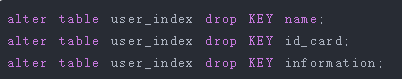 alter table user_index drop KEY name;
alter table user_index drop KEY id_card;
alter table user_index drop KEY information;